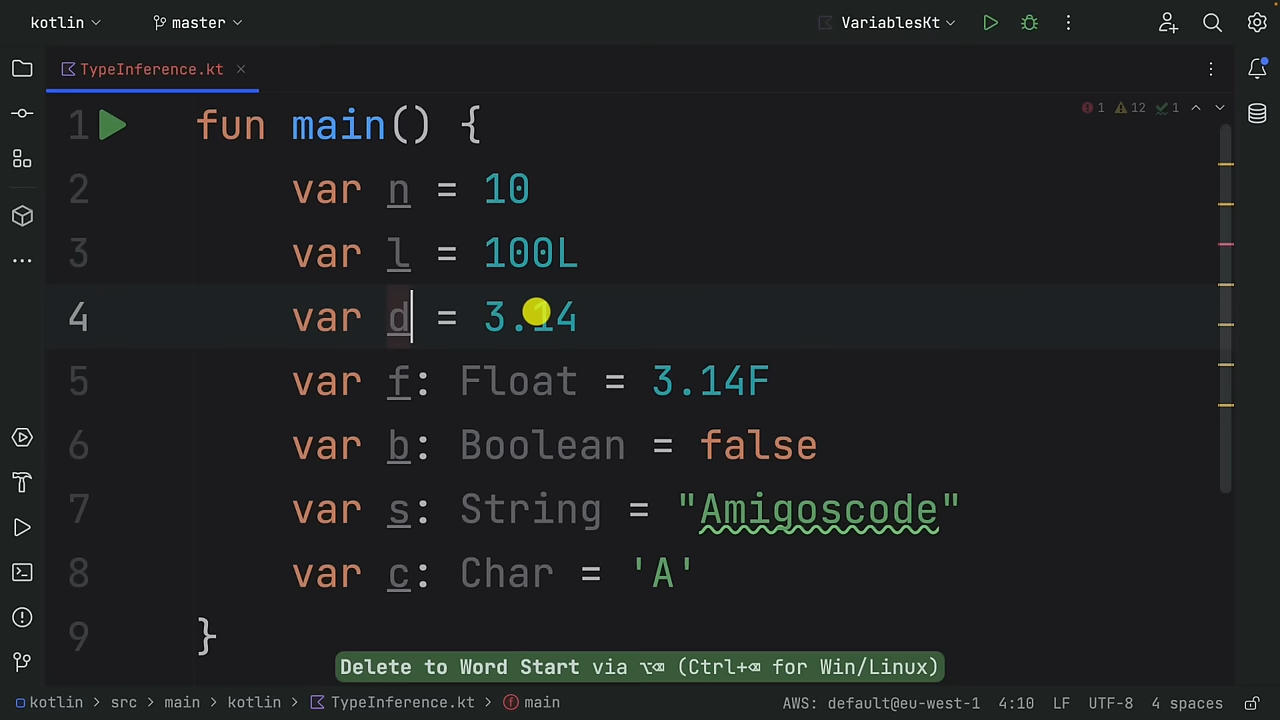 kotlin master VariablesKt
TypeInference.kt
1 12 1
1 fun main() {
2 var n = 10
3 var l = 100L
4 var d = 3.14
5 var f: Float = 3.14F
6 var b: Boolean = false
7 var s: String = "Amigoscode"
8 var c: Char = 'A'
9 }
Delete to Word Start via ⌥⌫ (Ctrl+⌫ for Win/Linux)
kotlin > src > main > kotlin > TypeInference.kt > f main AWS: default@eu-west-1 4:10 LF UTF-8 4 spaces